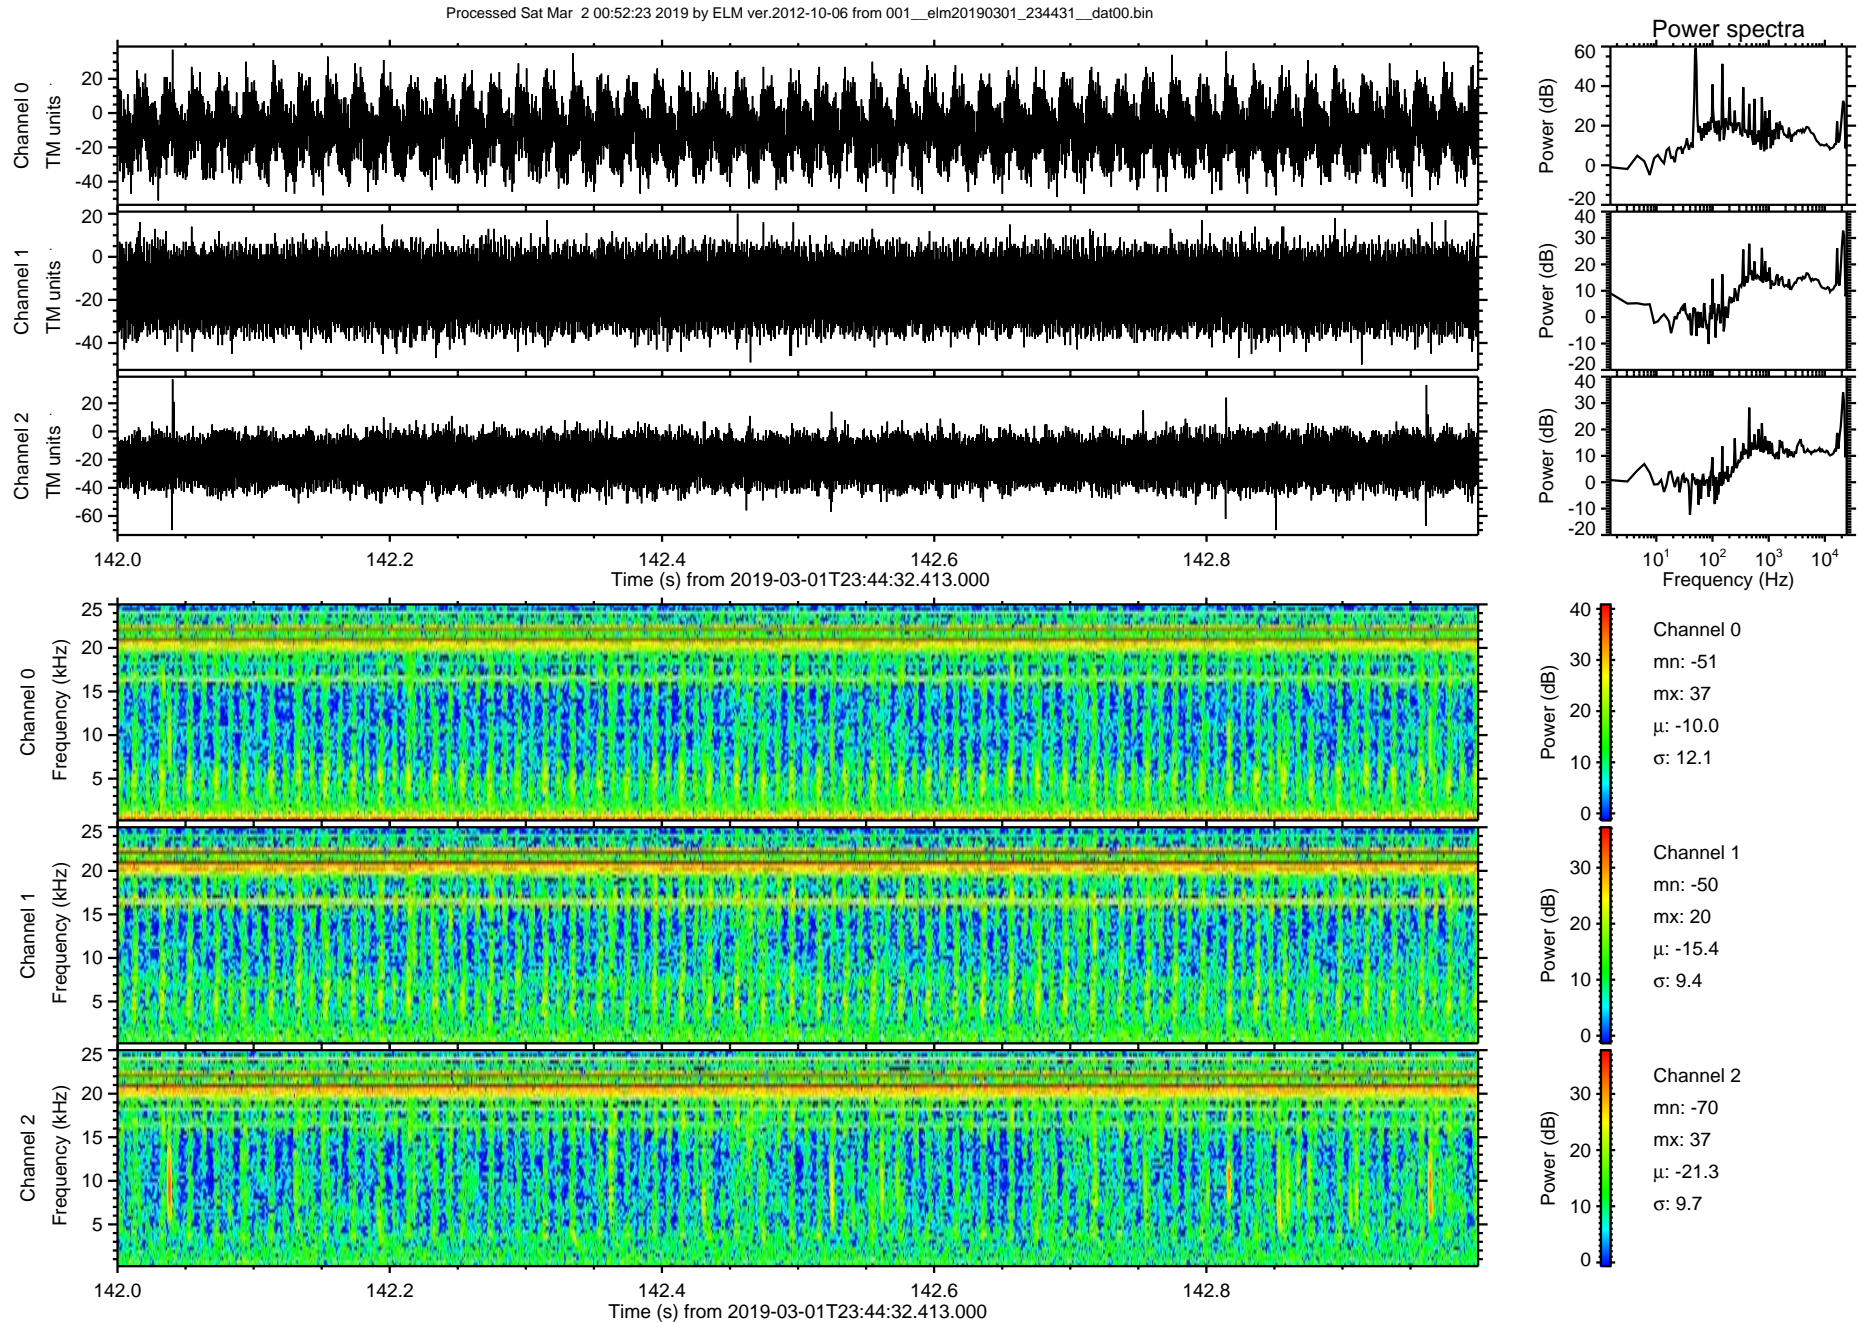 Processed Sat Mar  2 00:52:23 2019 by ELM ver.2012-10-06 from 001__elm20190301_234431__dat00.bin
Power spectra
Channel 0
TM units
20
0
-20
-40
Power (dB)
60
40
20
0
-20
Channel 1
TM units
20
0
-20
-40
Power (dB)
40
30
20
10
0
-10
-20
Channel 2
TM units
20
0
-20
-40
-60
Power (dB)
40
30
20
10
0
-10
-20
142.0 142.2 142.4 142.6 142.8
Time (s) from 2019-03-01T23:44:32.413.000
10¹ 10² 10³ 10⁴
Frequency (Hz)
Channel 0
Frequency (kHz)
25
20
15
10
5
Power (dB)
40
30
20
10
0
Channel 0
mn: -51
mx: 37
μ: -10.0
σ: 12.1
Channel 1
Frequency (kHz)
25
20
15
10
5
Power (dB)
30
20
10
0
Channel 1
mn: -50
mx: 20
μ: -15.4
σ: 9.4
Channel 2
Frequency (kHz)
25
20
15
10
5
Power (dB)
30
20
10
0
Channel 2
mn: -70
mx: 37
μ: -21.3
σ: 9.7
142.0 142.2 142.4 142.6 142.8
Time (s) from 2019-03-01T23:44:32.413.000